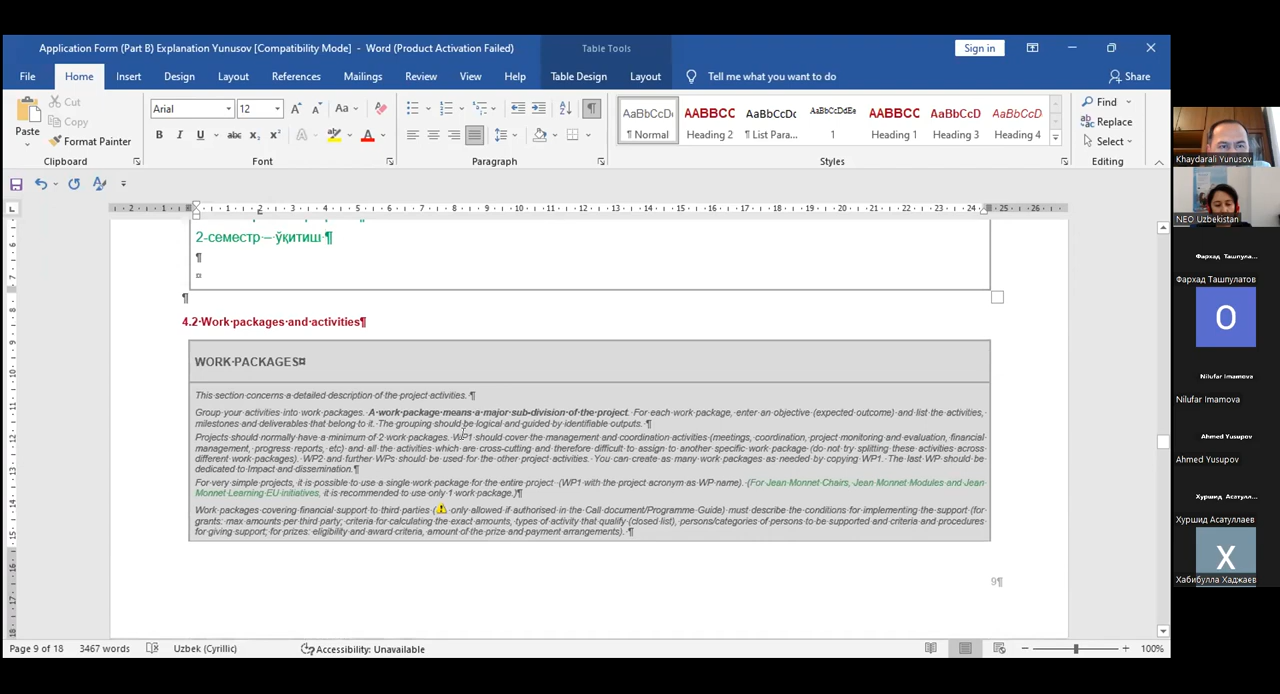 Application Form (Part B) Explanation Yunusov [Compatibility Mode] - Word (Product Activation Failed)
Table Tools
Sign in
File Home Insert Design Layout References Mailings Review View Help Table Design Layout Tell me what you want to do Share
Cut
Copy
Format Painter
Paste
Clipboard
Arial 12
Font
Paragraph
AaBbCcDc AABBCC AaBbCcDc AaBbCcDdEe AABBCC AaBbCcD AaBbCcD
¶ Normal Heading 2 ¶ List Para... 1 Heading 1 Heading 3 Heading 4
Styles
Find
Replace
Select
Editing
2-семестр – ўқитиш ¶
¶
¤
¶
4.2 Work packages and activities¶
WORK PACKAGES¤
This section concerns a detailed description of the project activities. ¶
Group your activities into work packages. A work package means a major sub-division of the project. For each work package, enter an objective (expected outcome) and list the activities,
milestones and deliverables that belong to it. The grouping should be logical and guided by identifiable outputs. ¶
Projects should normally have a minimum of 2 work packages. WP1 should cover the management and coordination activities (meetings, coordination, project monitoring and evaluation, financial
management, progress reports, etc) and all the activities which are cross-cutting and therefore difficult to assign to another specific work package (do not try splitting these activities across
different work packages). WP2 and further WPs should be used for the other project activities. You can create as many work packages as needed by copying WP1. The last WP should be
dedicated to Impact and dissemination.¶
For very simple projects, it is possible to use a single work package for the entire project (WP1 with the project acronym as WP name). (For Jean Monnet Chairs, Jean Monnet Modules and Jean
Monnet Learning EU initiatives, it is recommended to use only 1 work package.)¶
Work packages covering financial support to third parties ( only allowed if authorised in the Call document/Programme Guide) must describe the conditions for implementing the support (for
grants: max amounts per third party; criteria for calculating the exact amounts, types of activity that qualify (closed list), persons/categories of persons to be supported and criteria and procedures
for giving support; for prizes: eligibility and award criteria, amount of the prize and payment arrangements). ¶
9¶
Page 9 of 18 3467 words Uzbek (Cyrillic) Accessibility: Unavailable 100%
Khaydarali Yunusov
NEO Uzbekistan
Фархад Ташпула...
Фархад Ташпулатов
O
Nilufar Imamova
Nilufar Imamova
Ahmed Yusupov
Ahmed Yusupov
Хуршид Асатулл...
Хуршид Асатуллаев
X
Хабибулла Хаджаев